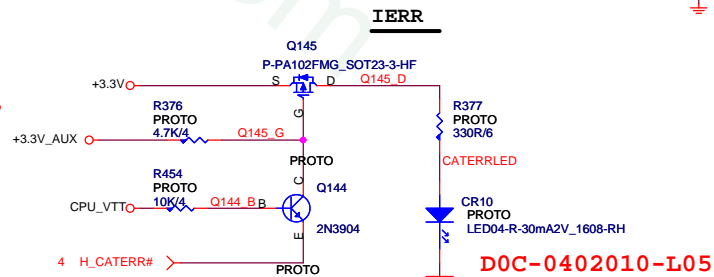 IERR
Q145
P-PA102FMG_SOT23-3-HF
+3.3V
S
D
Q145_D
G
R376
PROTO
4.7K/4
+3.3V_AUX
Q145_G
PROTO
R377
PROTO
330R/6
CATERRLED
R454
PROTO
10K/4
CPU_VTT
Q144_B
B
C
Q144
2N3904
E
CR10
PROTO
LED04-R-30mA2V_1608-RH
4 H_CATERR#
PROTO
D0C-0402010-L05